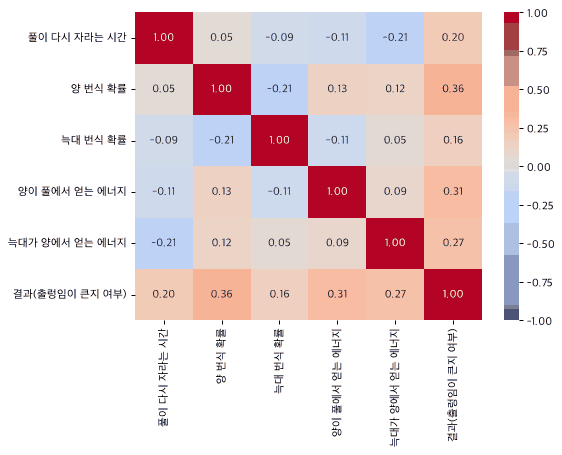 풀이 다시 자라는 시간 1.00 0.05 -0.09 -0.11 -0.21 0.20
양 번식 확률 0.05 1.00 -0.21 0.13 0.12 0.36
늑대 번식 확률 -0.09 -0.21 1.00 -0.11 0.05 0.16
양이 풀에서 얻는 에너지 -0.11 0.13 -0.11 1.00 0.09 0.31
늑대가 양에서 얻는 에너지 -0.21 0.12 0.05 0.09 1.00 0.27
결과(출렁임이 큰지 여부) 0.20 0.36 0.16 0.31 0.27 1.00
풀이 다시 자라는 시간
양 번식 확률
늑대 번식 확률
양이 풀에서 얻는 에너지
늑대가 양에서 얻는 에너지
결과(출렁임이 큰지 여부)
1.00
0.75
0.50
0.25
0.00
-0.25
-0.50
-0.75
-1.00